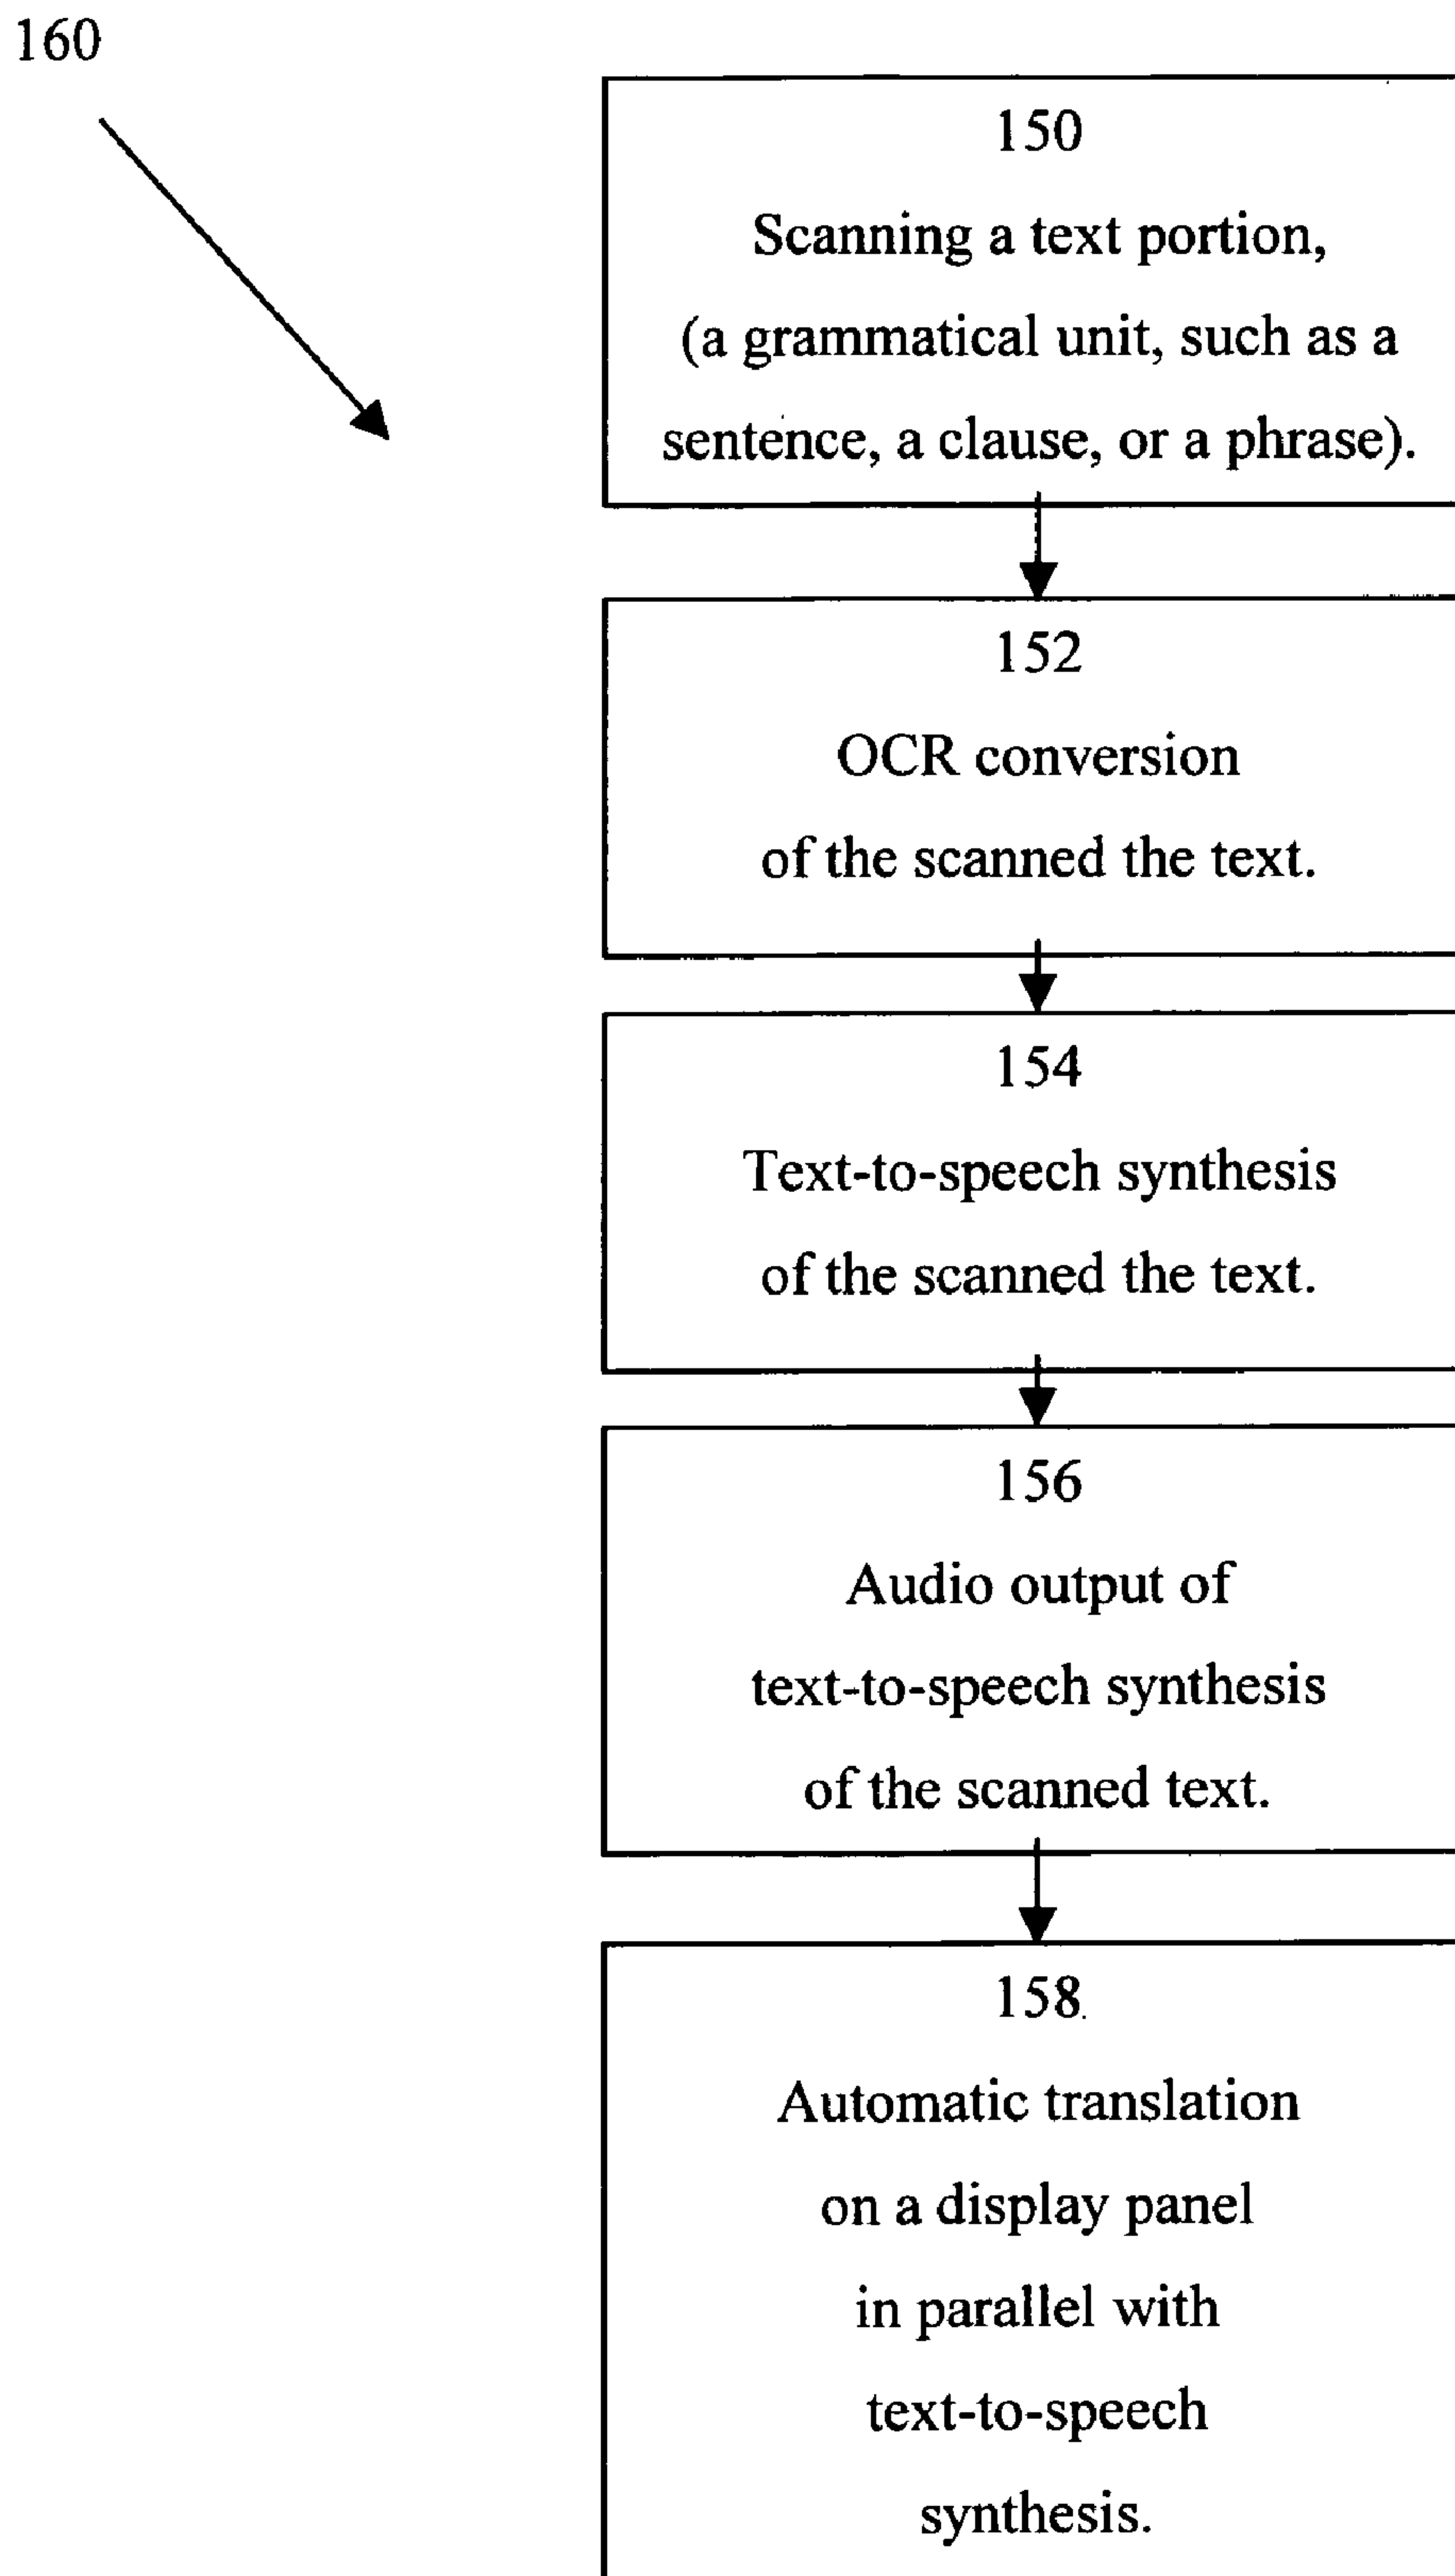 160
150
Scanning a text portion,
(a grammatical unit, such as a
sentence, a clause, or a phrase).
152
OCR conversion
of the scanned the text.
154
Text-to-speech synthesis
of the scanned the text.
156
Audio output of
text-to-speech synthesis
of the scanned text.
158
Automatic translation
on a display panel
in parallel with
text-to-speech
synthesis.